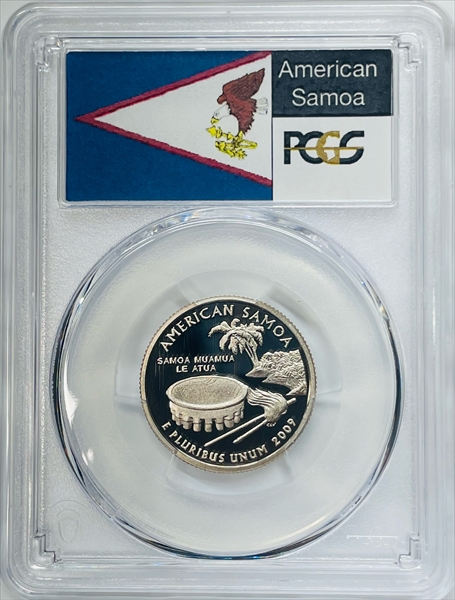 American
Samoa
PCGS
AMERICAN SAMOA
SAMOA MUAMUA
LE ATUA
E PLURIBUS UNUM 2009